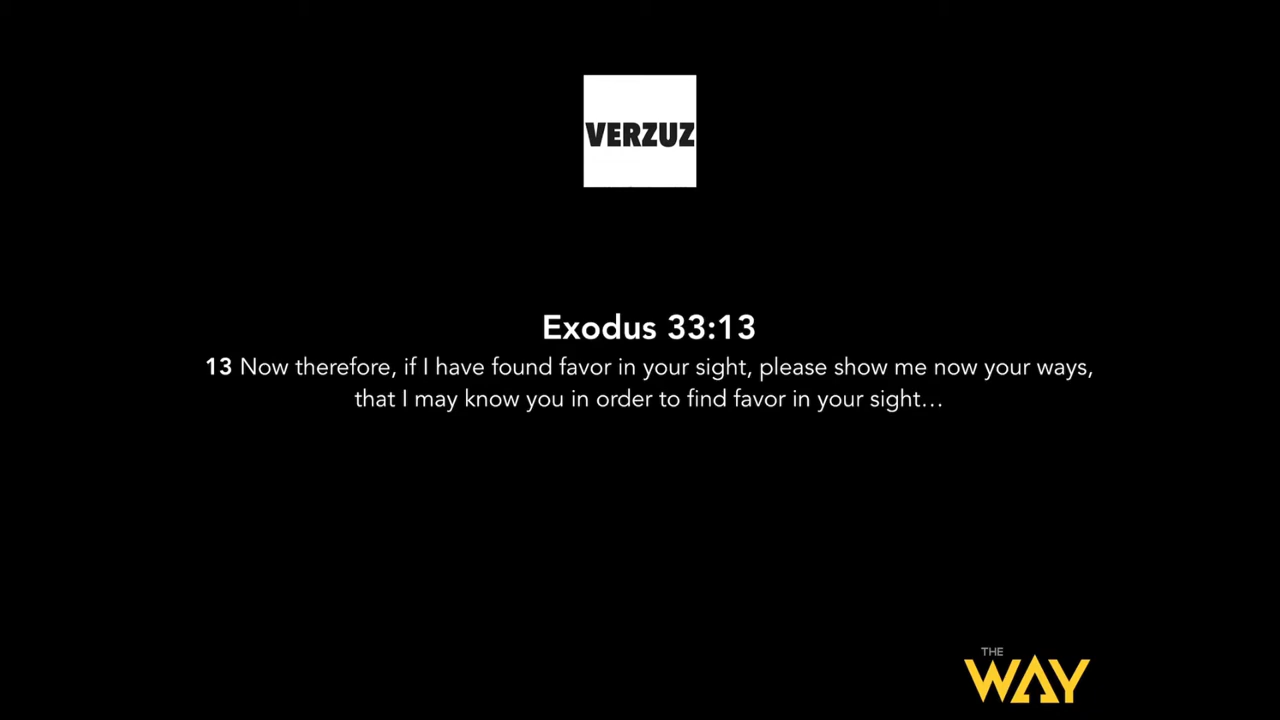 VERZUZ
Exodus 33:13
13 Now therefore, if I have found favor in your sight, please show me now your ways,
that I may know you in order to find favor in your sight…
THE
WAY